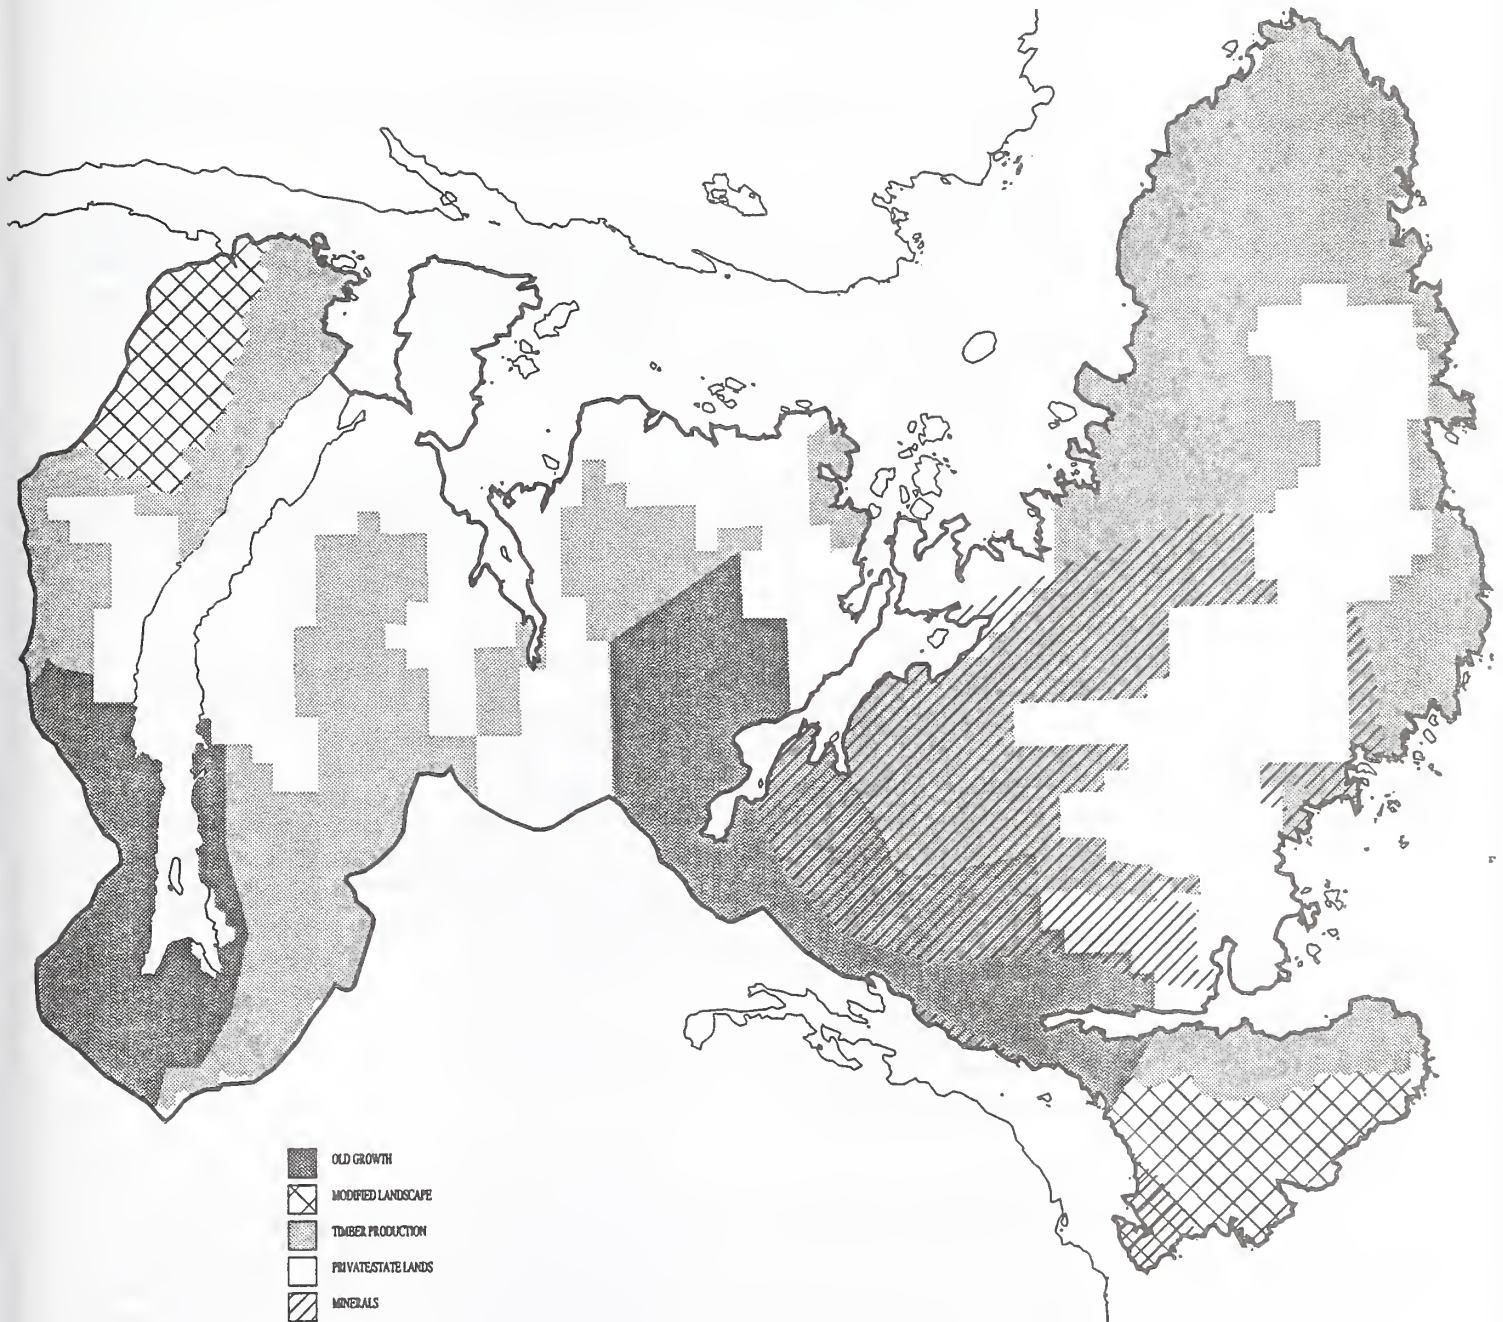 OLD GROWTH
MODIFIED LANDSCAPE
TIMBER PRODUCTION
PRIVATE/STATE LANDS
MINERALS